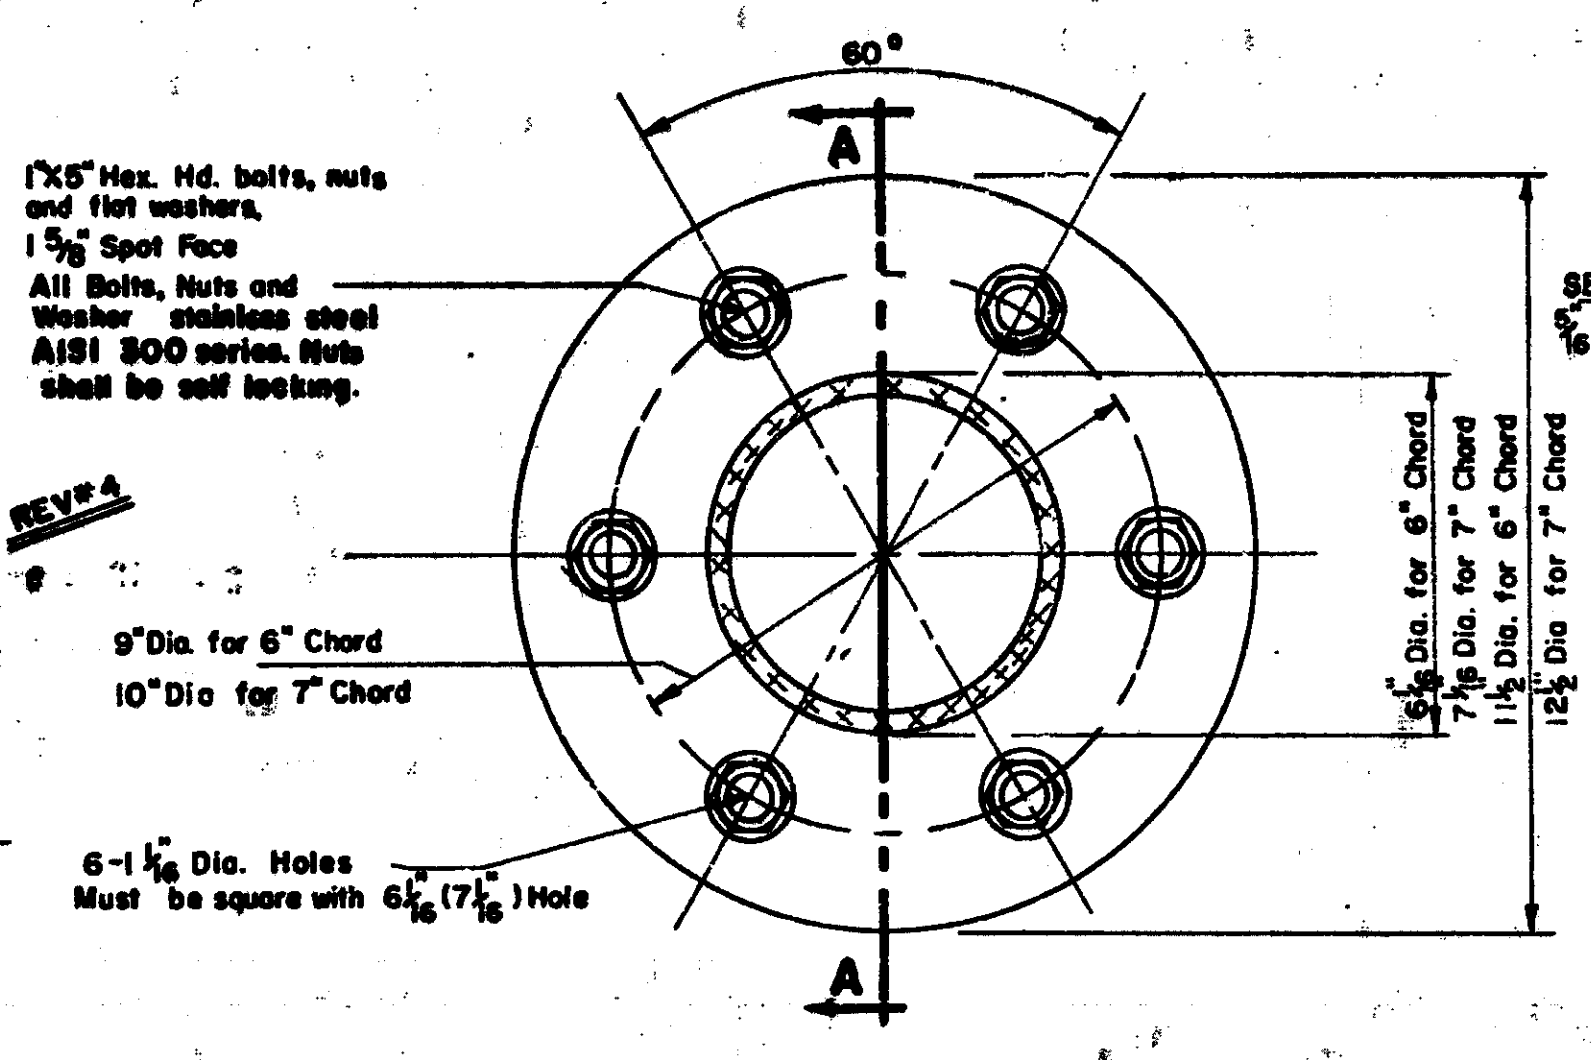 60°
A
1"X5" Hex. Hd. bolts, nuts
and flat washers,
1 5/8" Spot Face
All Bolts, Nuts and
Washer stainless steel
AISI 300 series. Nuts
shall be self locking.
REV#4
9"Dia. for 6" Chord
10"Dia for 7" Chord
6-1 1/16" Dia. Holes
Must be square with 6 1/16" (7 1/16") Hole
6 1/16" Dia. for 6" Chord
7 1/16" Dia. for 7" Chord
11 1/2" Dia. for 6" Chord
12 1/2" Dia for 7" Chord
A